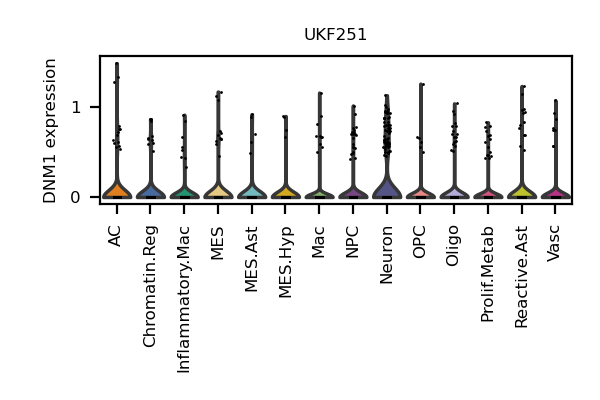 UKF251
DNM1 expression
1
0
AC
Chromatin.Reg
Inflammatory.Mac
MES
MES.Ast
MES.Hyp
Mac
NPC
Neuron
OPC
Oligo
Prolif.Metab
Reactive.Ast
Vasc